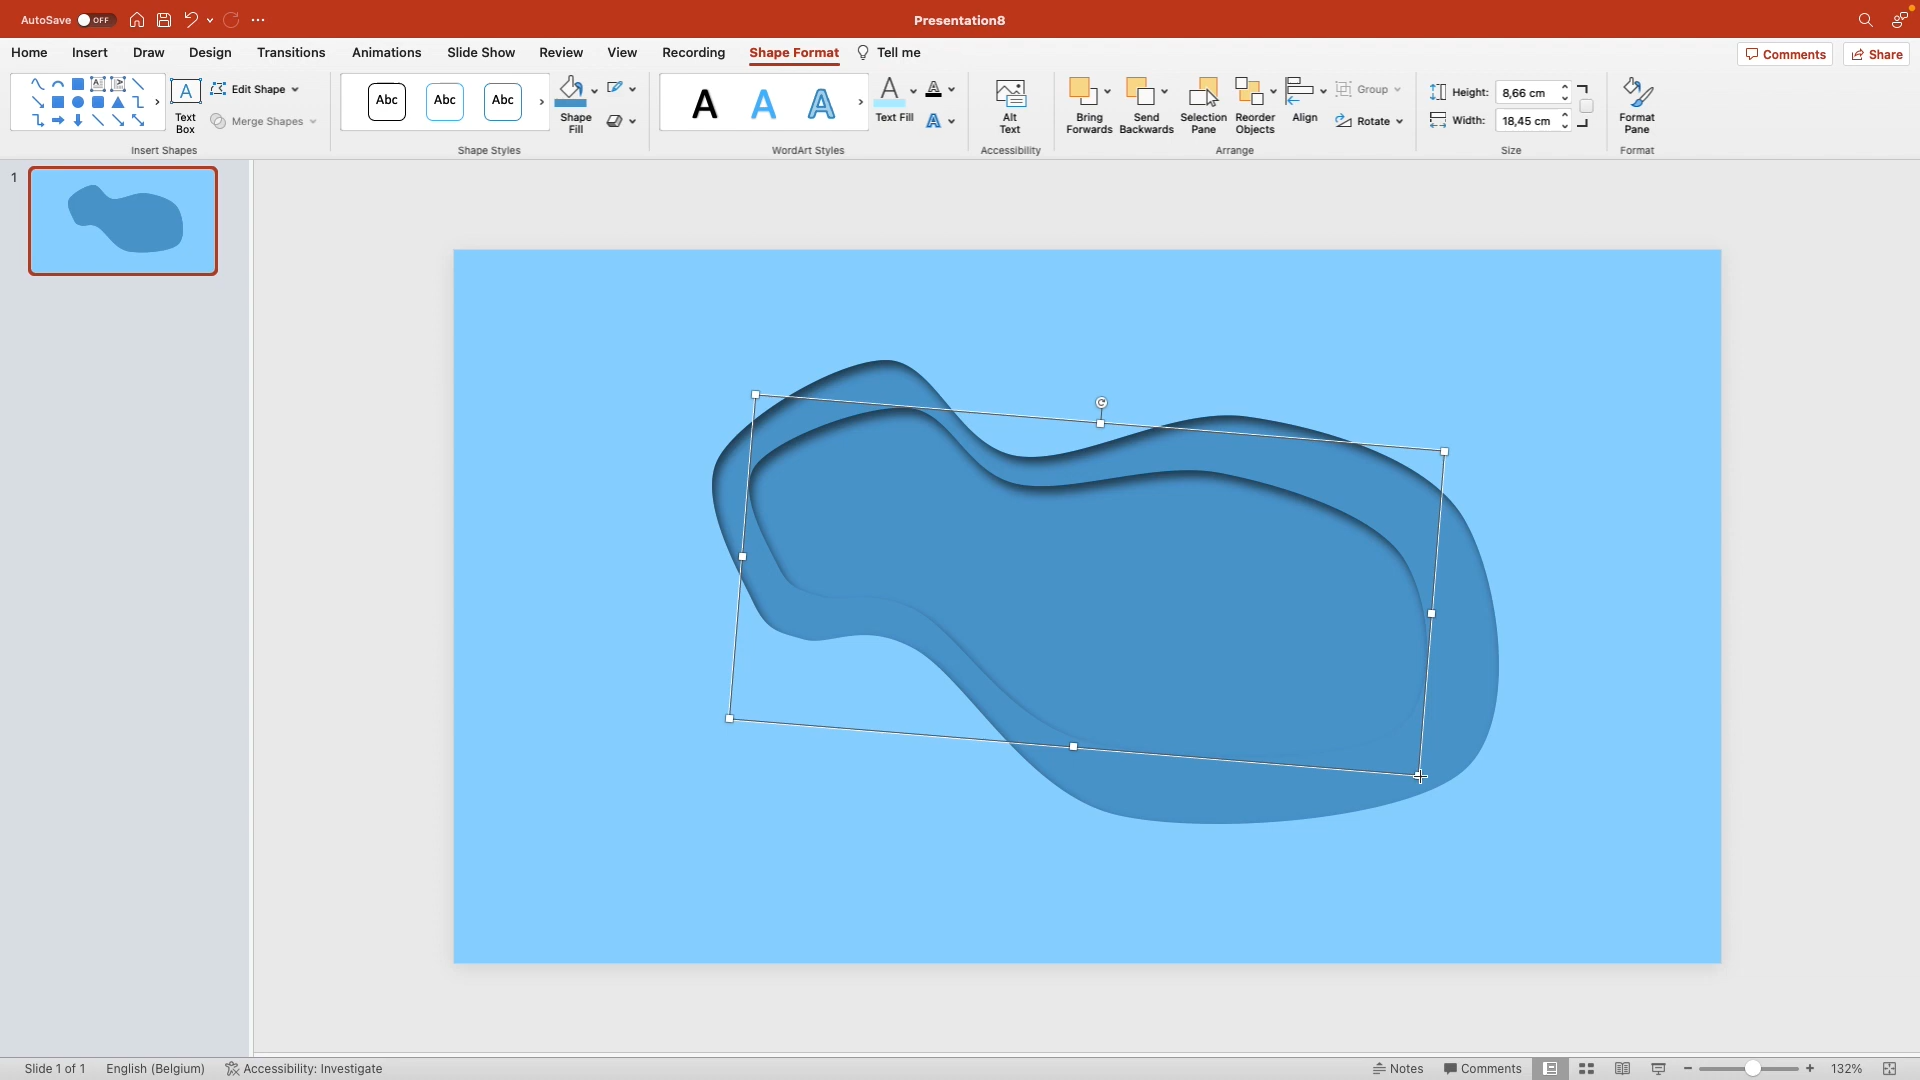 AutoSave OFF Presentation8
Home Insert Draw Design Transitions Animations Slide Show Review View Recording Shape Format Tell me Comments Share
A A
Text Box
Edit Shape
Merge Shapes
Insert Shapes
Abc Abc Abc
Shape Fill
Shape Styles
A A A
A Text Fill
A
A
WordArt Styles
Alt Text
Accessibility
Bring Forwards
Send Backwards
Selection Pane
Reorder Objects
Align
Group
Rotate
Arrange
Height: 8,66 cm
Width: 18,45 cm
Size
Format Pane
Format
1
Slide 1 of 1 English (Belgium) Accessibility: Investigate Notes Comments 132%